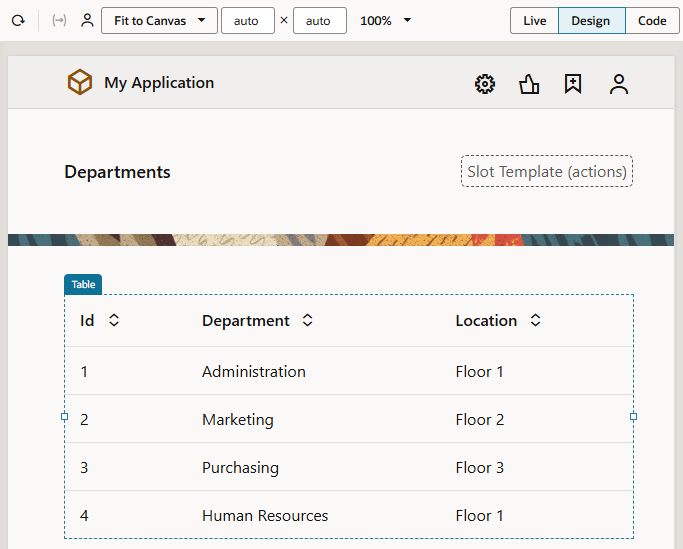 Fit to Canvas auto × auto 100% Live Design Code
My Application
Departments Slot Template (actions)
Table
Id Department Location
1 Administration Floor 1
2 Marketing Floor 2
3 Purchasing Floor 3
4 Human Resources Floor 1